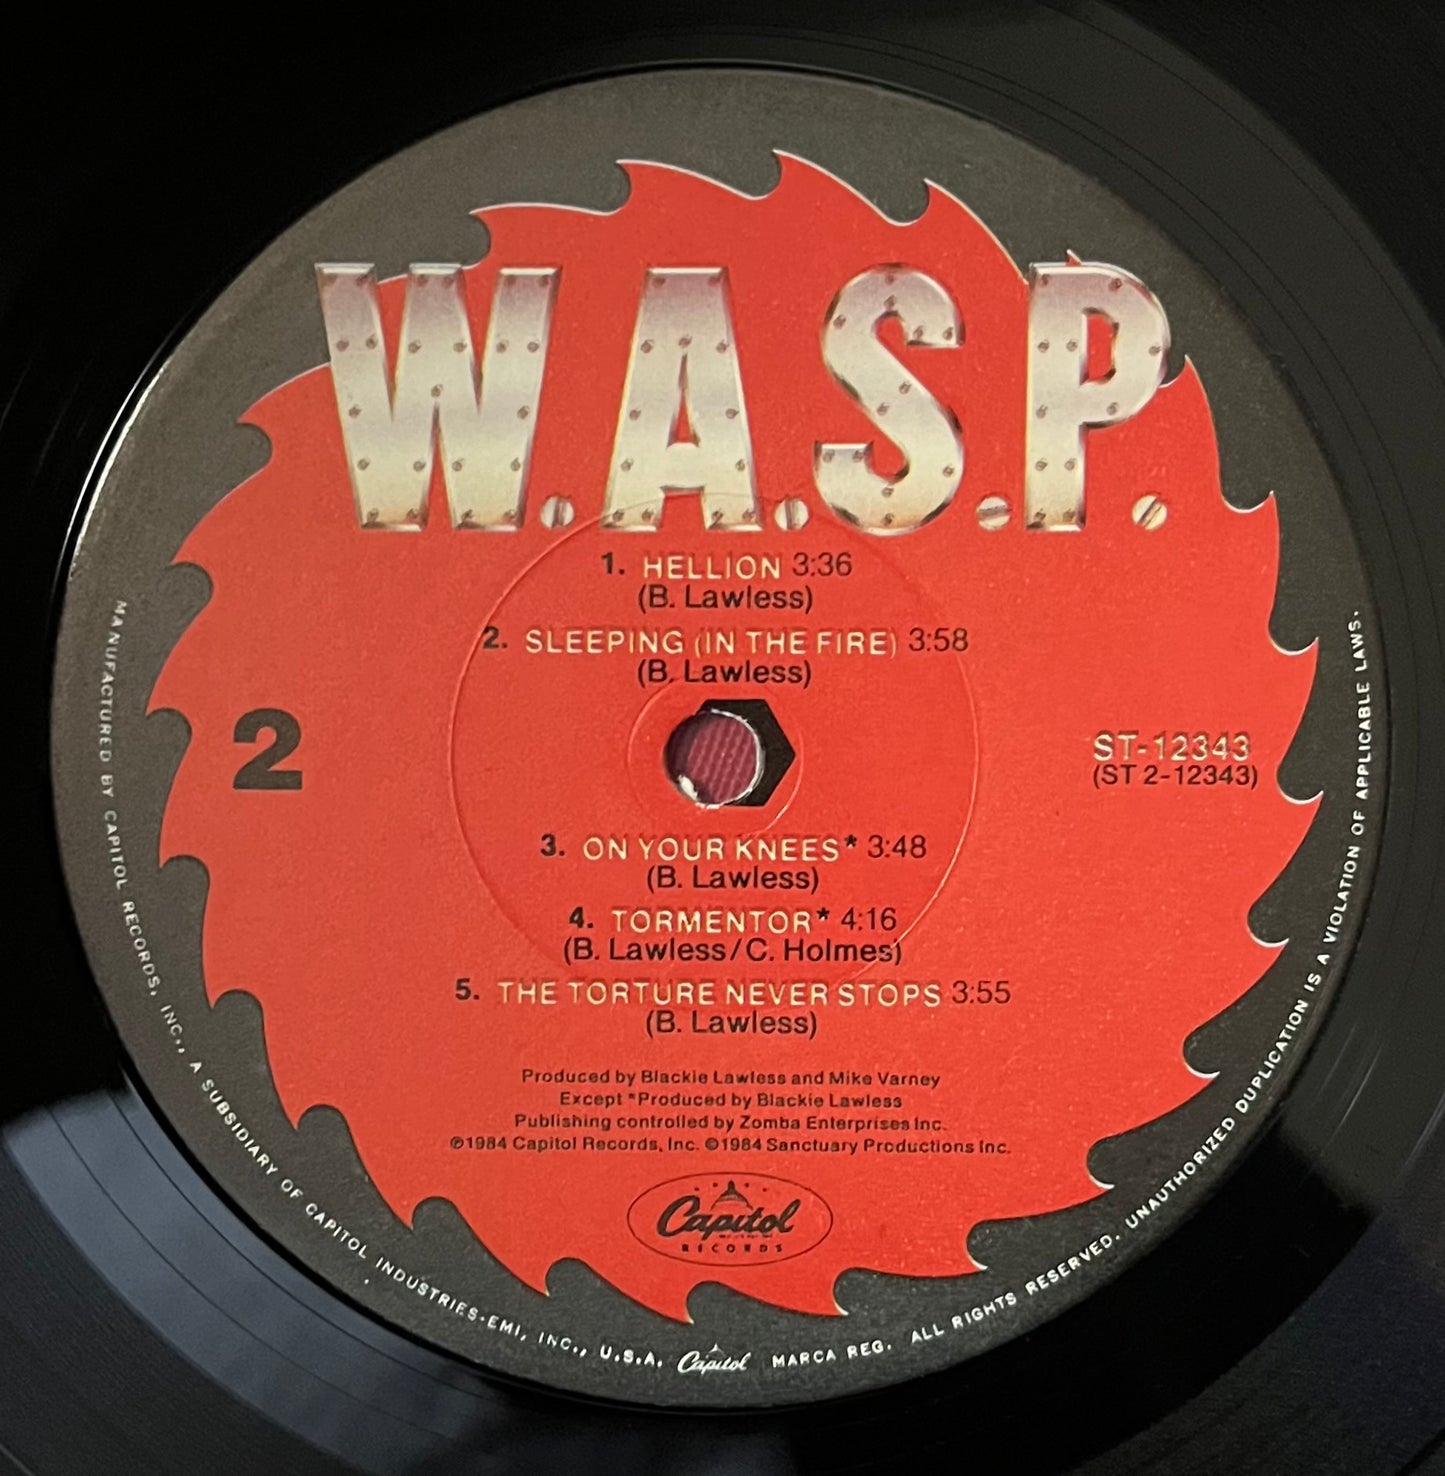 W.A.S.P.
1. HELLION 3:36
(B. Lawless)
2. SLEEPING (IN THE FIRE) 3:58
(B. Lawless)
2
ST-12343
(ST 2-12343)
3. ON YOUR KNEES* 3:48
(B. Lawless)
4. TORMENTOR* 4:16
(B. Lawless/C. Holmes)
5. THE TORTURE NEVER STOPS 3:55
(B. Lawless)
Produced by Blackie Lawless and Mike Varney
Except *Produced by Blackie Lawless
Publishing controlled by Zomba Enterprises Inc.
℗1984 Capitol Records, Inc. ©1984 Sanctuary Productions Inc.
Capitol
RECORDS
MANUFACTURED BY CAPITOL RECORDS, INC., A SUBSIDIARY OF CAPITOL INDUSTRIES-EMI, INC., U.S.A. Capitol MARCA REG. ALL RIGHTS RESERVED. UNAUTHORIZED DUPLICATION IS A VIOLATION OF APPLICABLE LAWS.